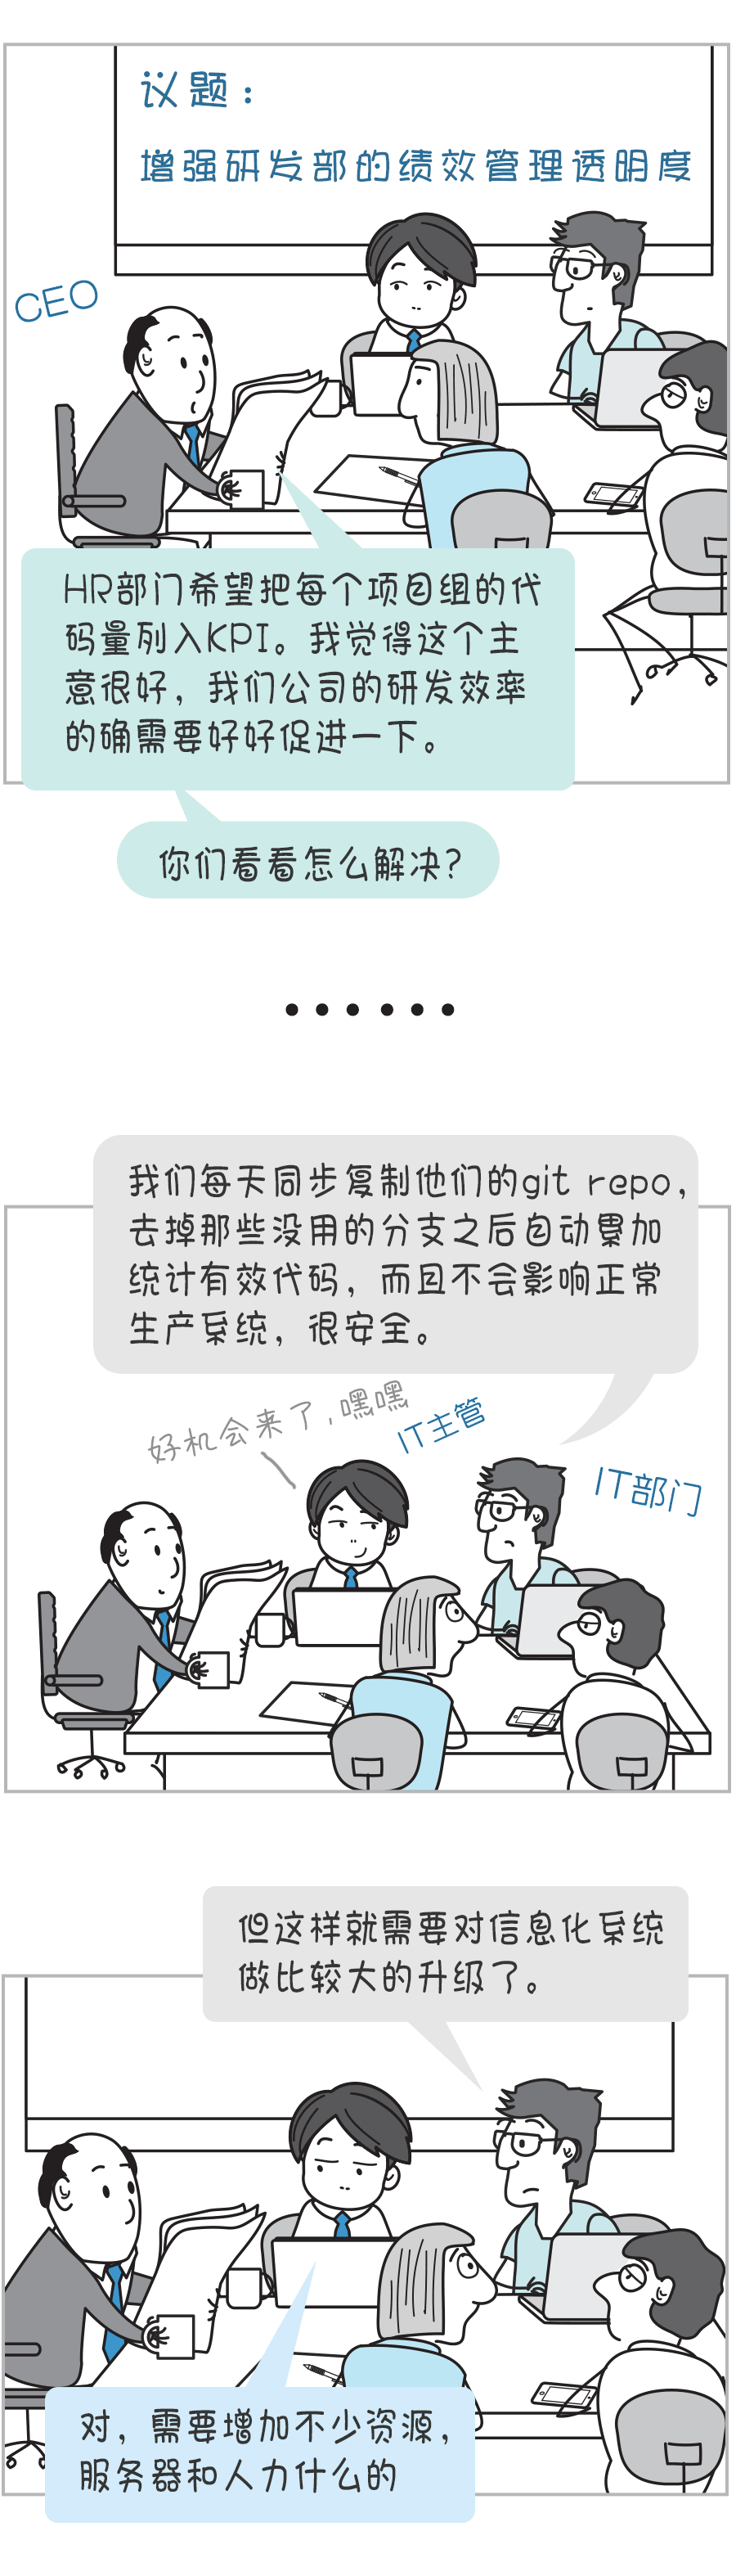 议题：
增强研发部的绩效管理透明度
CEO
HR部门希望把每个项目组的代
码量列入KPI。我觉得这个主
意很好，我们公司的研发效率
的确需要好好促进一下。
你们看看怎么解决？
······
我们每天同步复制他们的git repo，
去掉那些没用的分支之后自动累加
统计有效代码，而且不会影响正常
生产系统，很安全。
好机会来了，嘿嘿
IT主管
IT部门
但这样就需要对信息化系统
做比较大的升级了。
对，需要增加不少资源，
服务器和人力什么的